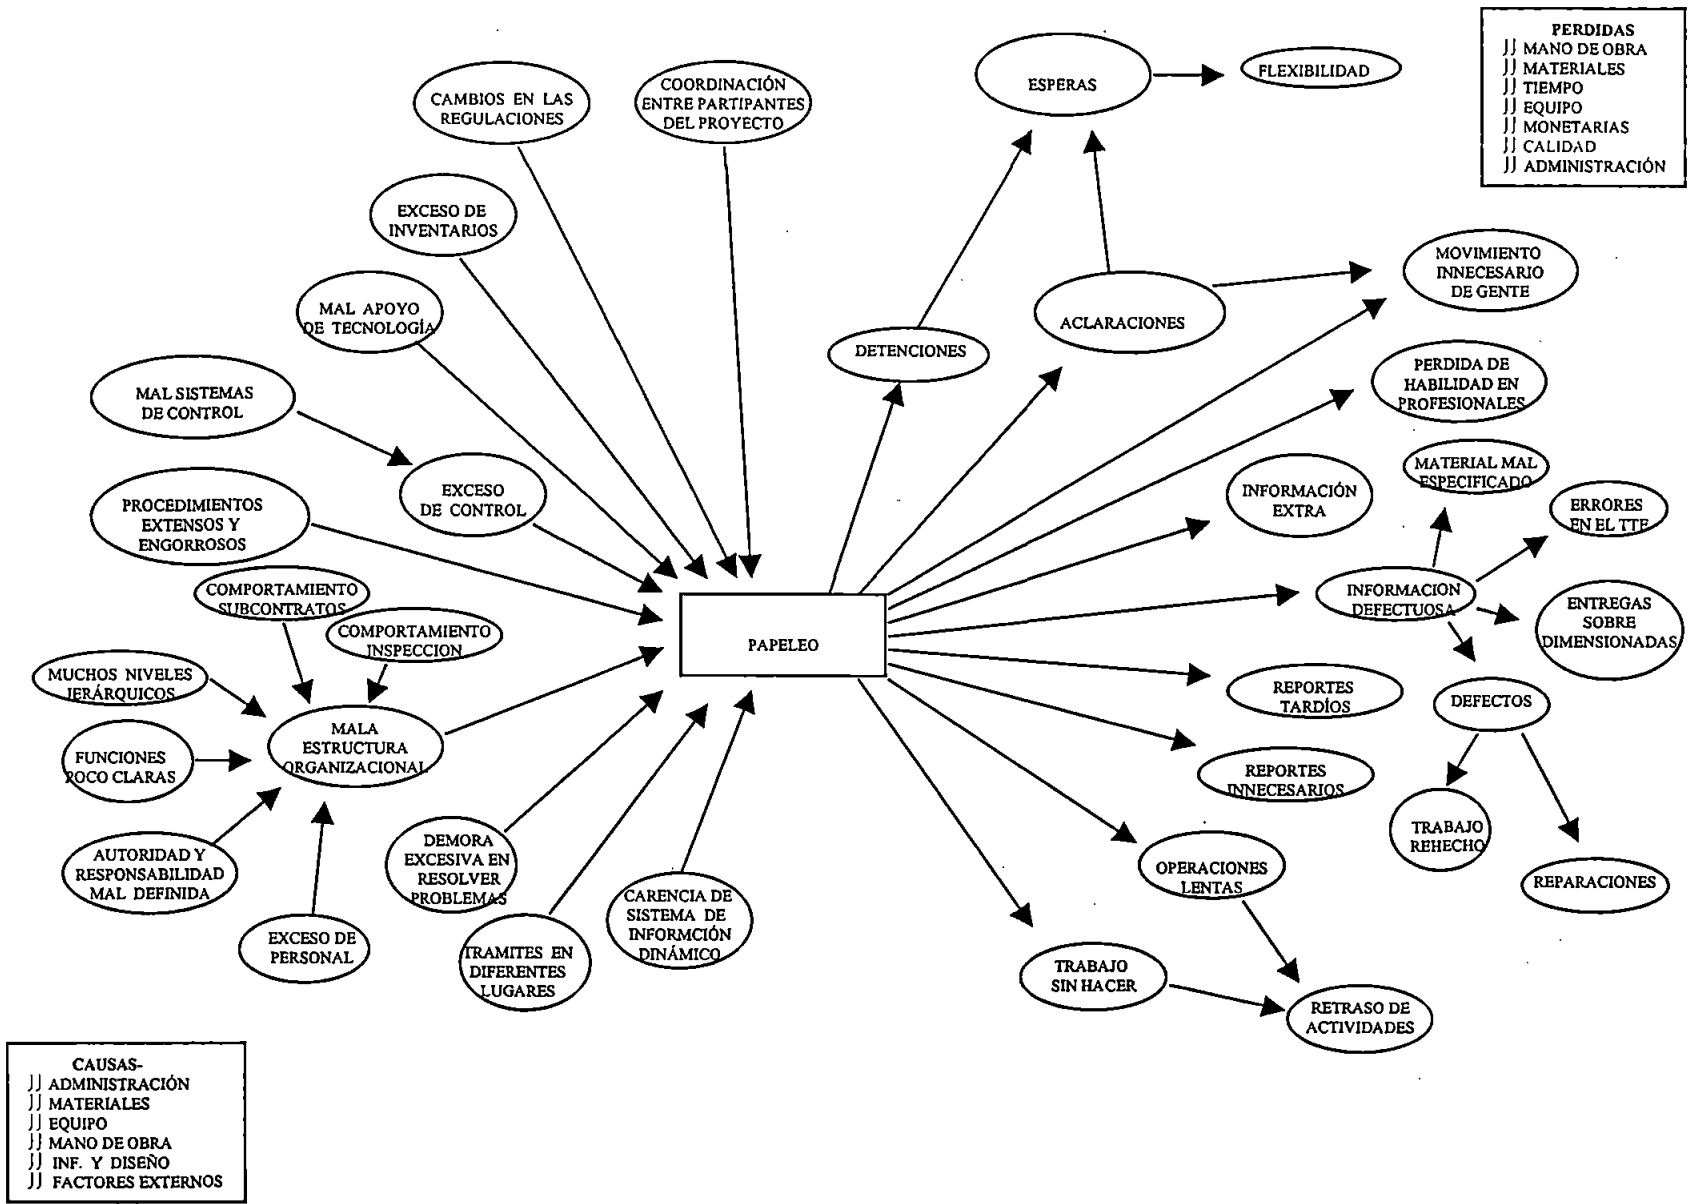 PERDIDAS
MANO DE OBRA
MATERIALES
TIEMPO
EQUIPO
MONETARIAS
CALIDAD
ADMINISTRACIÓN
ESPERAS
FLEXIBILIDAD
CAMBIOS EN LAS
REGULACIONES
COORDINACIÓN
ENTRE PARTIPANTES
DEL PROYECTO
EXCESO DE
INVENTARIOS
MAL APOYO
DE TECNOLOGÍA
MAL SISTEMAS
DE CONTROL
EXCESO
DE CONTROL
PROCEDIMIENTOS
EXTENSOS Y
ENGORROSOS
COMPORTAMIENTO
SUBCONTRATOS
COMPORTAMIENTO
INSPECCION
MUCHOS NIVELES
JERÁRQUICOS
MALA
ESTRUCTURA
ORGANIZACIONAL
FUNCIONES
POCO CLARAS
AUTORIDAD Y
RESPONSABILIDAD
MAL DEFINIDA
EXCESO DE
PERSONAL
DEMORA
EXCESIVA EN
RESOLVER
PROBLEMAS
TRAMITES EN
DIFERENTES
LUGARES
CARENCIA DE
SISTEMA DE
INFORMCIÓN
DINÁMICO
PAPELEO
DETENCIONES
ACLARACIONES
MOVIMIENTO
INNECESARIO
DE GENTE
PERDIDA DE
HABILIDAD EN
PROFESIONALES
MATERIAL MAL
ESPECIFICADO
INFORMACIÓN
EXTRA
ERRORES
EN EL TTE
INFORMACION
DEFECTUOSA
ENTREGAS
SOBRE
DIMENSIONADAS
REPORTES
TARDÍOS
DEFECTOS
REPORTES
INNECESARIOS
TRABAJO
REHECHO
REPARACIONES
OPERACIONES
LENTAS
TRABAJO
SIN HACER
RETRASO DE
ACTIVIDADES
CAUSAS-
ADMINISTRACIÓN
MATERIALES
EQUIPO
MANO DE OBRA
INF. Y DISEÑO
FACTORES EXTERNOS